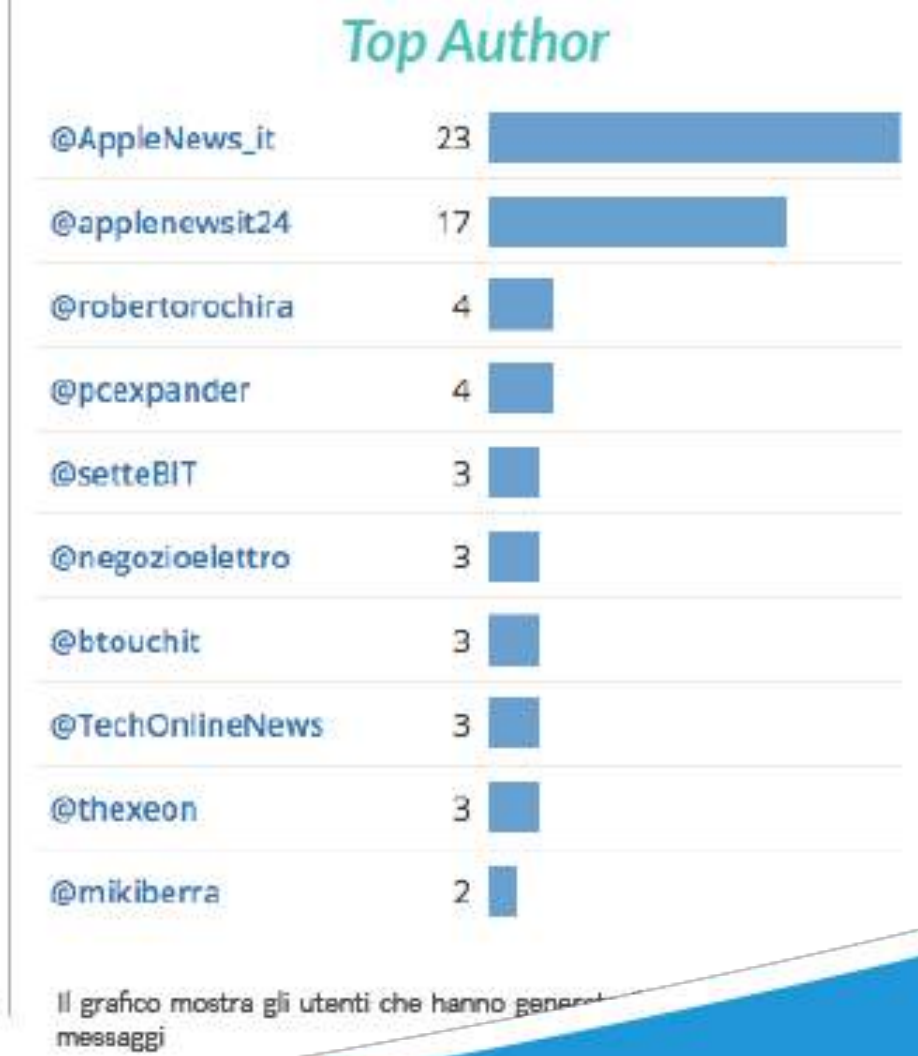 Top Author
@AppleNews_it 23
@applenewsit24 17
@robertorochira 4
@pcexpander 4
@setteBIT 3
@negozioelettro 3
@btouchit 3
@TechOnlineNews 3
@thexeon 3
@mikiberra 2
Il grafico mostra gli utenti che hanno
messaggi